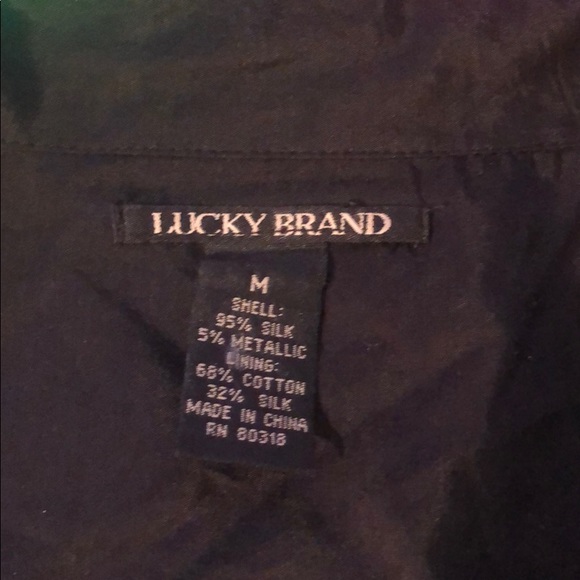 LUCKY BRAND
M
SHELL:
95% SILK
5% METALLIC
LINING:
68% COTTON
32% SILK
MADE IN CHINA
RN 80318